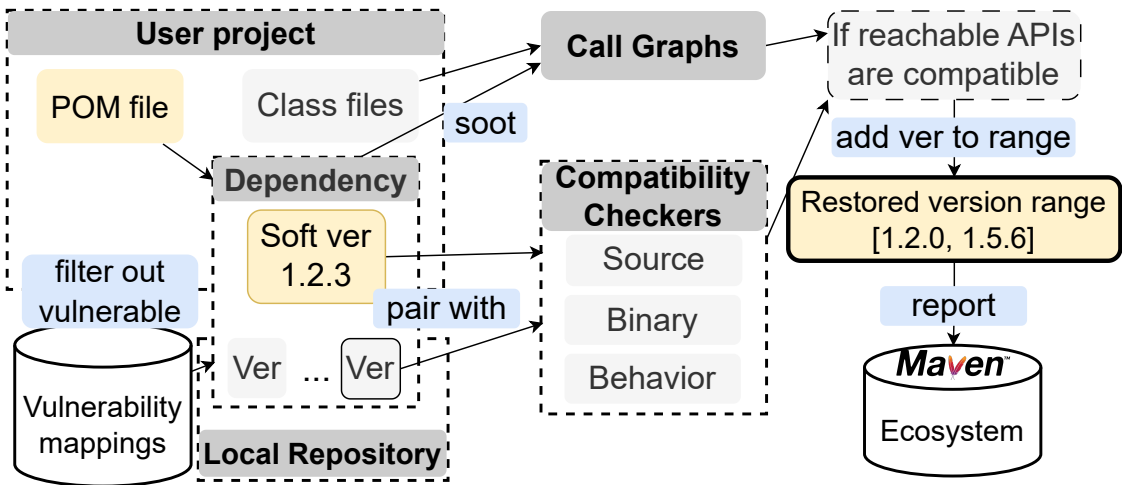 User project
POM file
Class files
soot
Call Graphs
If reachable APIs
are compatible
add ver to range
Dependency
Soft ver
1.2.3
Compatibility
Checkers
Source
Binary
Behavior
Restored version range
[1.2.0, 1.5.6]
filter out
vulnerable
pair with
report
Vulnerability
mappings
Ver
...
Ver
Local Repository
Maven™
Ecosystem